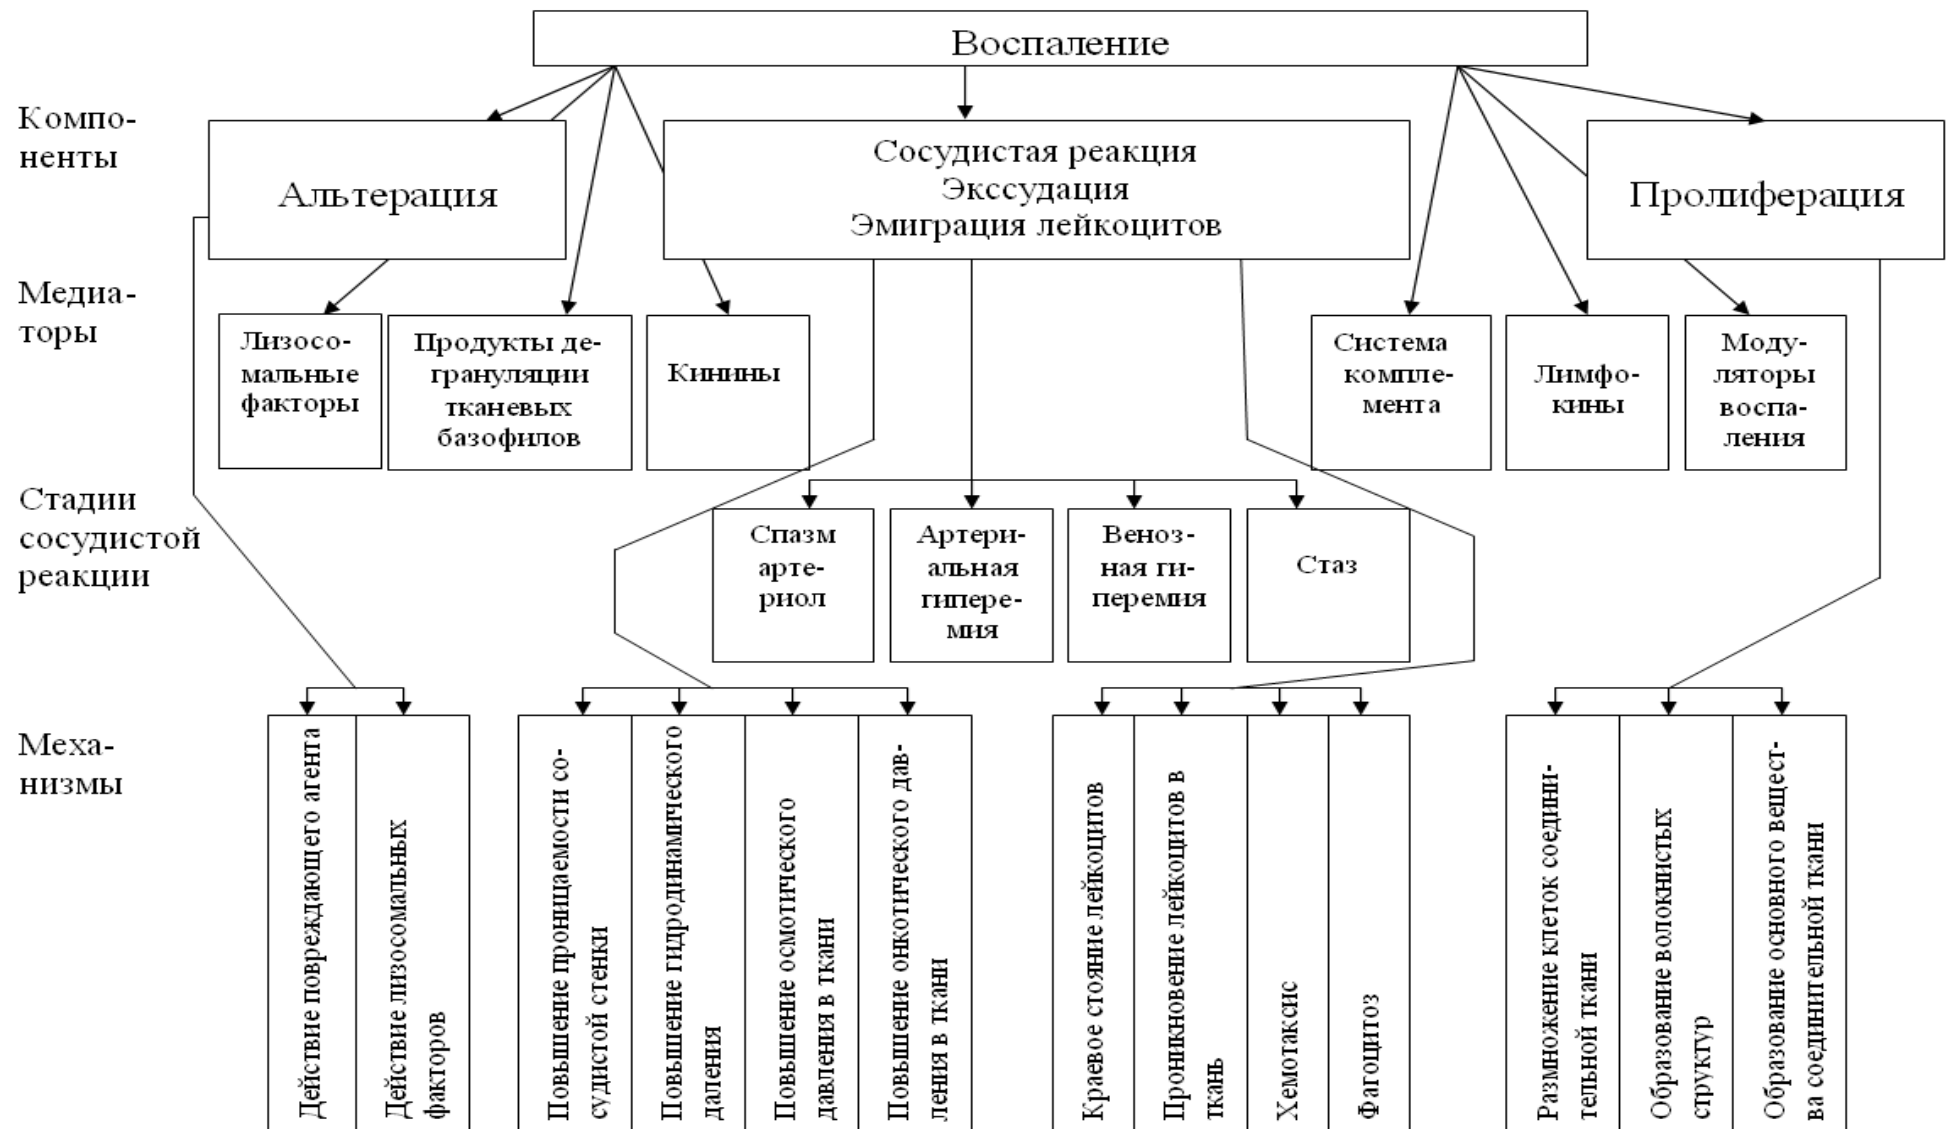 Воспаление
Компо-
ненты
Альтерация
Сосудистая реакция
Экссудация
Эмиграция лейкоцитов
Пролиферация
Медиа-
торы
Лизосо-
мальные
факторы
Продукты де-
грануляции
тканевых
базофилов
Кинины
Система
компле-
мента
Лимфо-
кины
Моду-
ляторы
воспа-
ления
Стадии
сосудистой
реакции
Спазм
арте-
риол
Артери-
альная
гипере-
мия
Веноз-
ная ги-
перемия
Стаз
Меха-
низмы
Действие повреждающего агента
Действие лизосомальных
факторов
Повышение проницаемости со-
судистой стенки
Повышение гидродинамического
даления
Повышение осмотического
давления в ткани
Повышение онкотического дав-
ления в ткани
Краевое стояние лейкоцитов
Проникновение лейкоцитов в
ткань
Хемотаксис
Фагоцитоз
Размножение клеток соедини-
тельной ткани
Образование волокнистых
структур
Образование основного вещест-
ва соединительной ткани